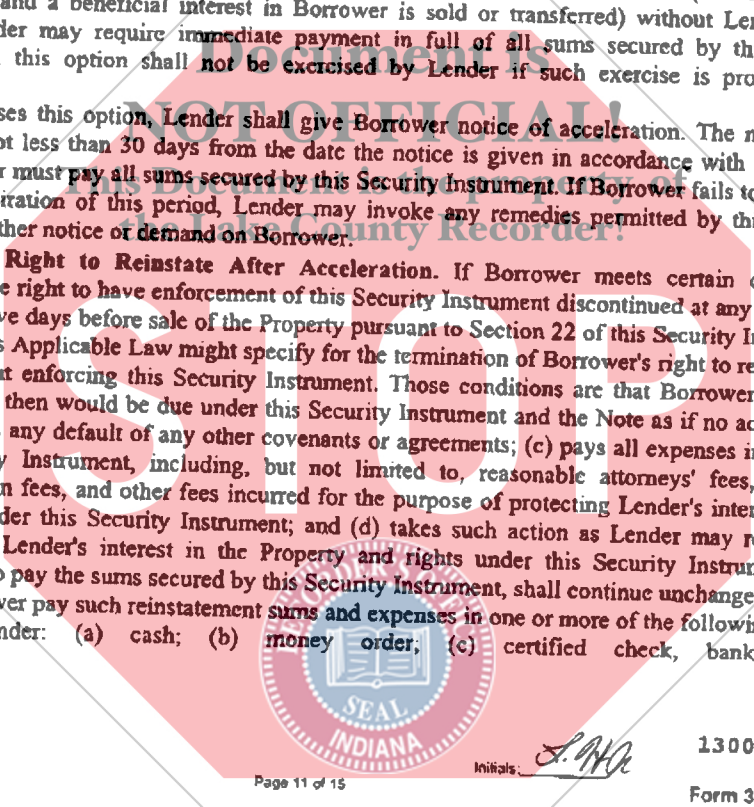 and a beneficial interest in Borrower is sold or transferred) without Len
der may require immediate payment in full of all sums secured by th
this option shall not be exercised by Lender if such exercise is pro
Document is
ses this option, Lender shall give Borrower notice of acceleration. The n
NOT OFFICIAL!
ot less than 30 days from the date the notice is given in accordance with
r must pay all sums secured by this Security Instrument. If Borrower fails to
This Document is the property of
iration of this period, Lender may invoke any remedies permitted by th
the Lake County Recorder!
ther notice or demand on Borrower.
Right to Reinstate After Acceleration. If Borrower meets certain c
e right to have enforcement of this Security Instrument discontinued at any
ve days before sale of the Property pursuant to Section 22 of this Security I
s Applicable Law might specify for the termination of Borrower's right to re
t enforcing this Security Instrument. Those conditions are that Borrower
STOP
then would be due under this Security Instrument and the Note as if no ac
any default of any other covenants or agreements; (c) pays all expenses i
y Instrument, including, but not limited to, reasonable attorneys' fees,
n fees, and other fees incurred for the purpose of protecting Lender's inter
der this Security Instrument; and (d) takes such action as Lender may r
Lender's interest in the Property and rights under this Security Instru
o pay the sums secured by this Security Instrument, shall continue unchange
wer pay such reinstatement sums and expenses in one or more of the followi
nder: (a) cash; (b) money order; (c) certified check, bank
SEAL
INDIANA
Initials:
1300
Page 11 of 15
Form 3